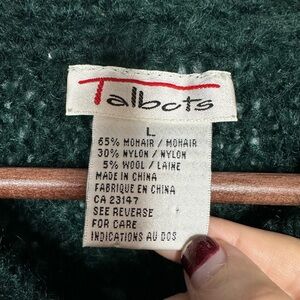 Talbots
L
65% MOHAIR / MOHAIR
30% NYLON / NYLON
5% WOOL / LAINE
MADE IN CHINA
FABRIQUE EN CHINA
CA 23147
SEE REVERSE
FOR CARE
INDICATIONS AU DOS